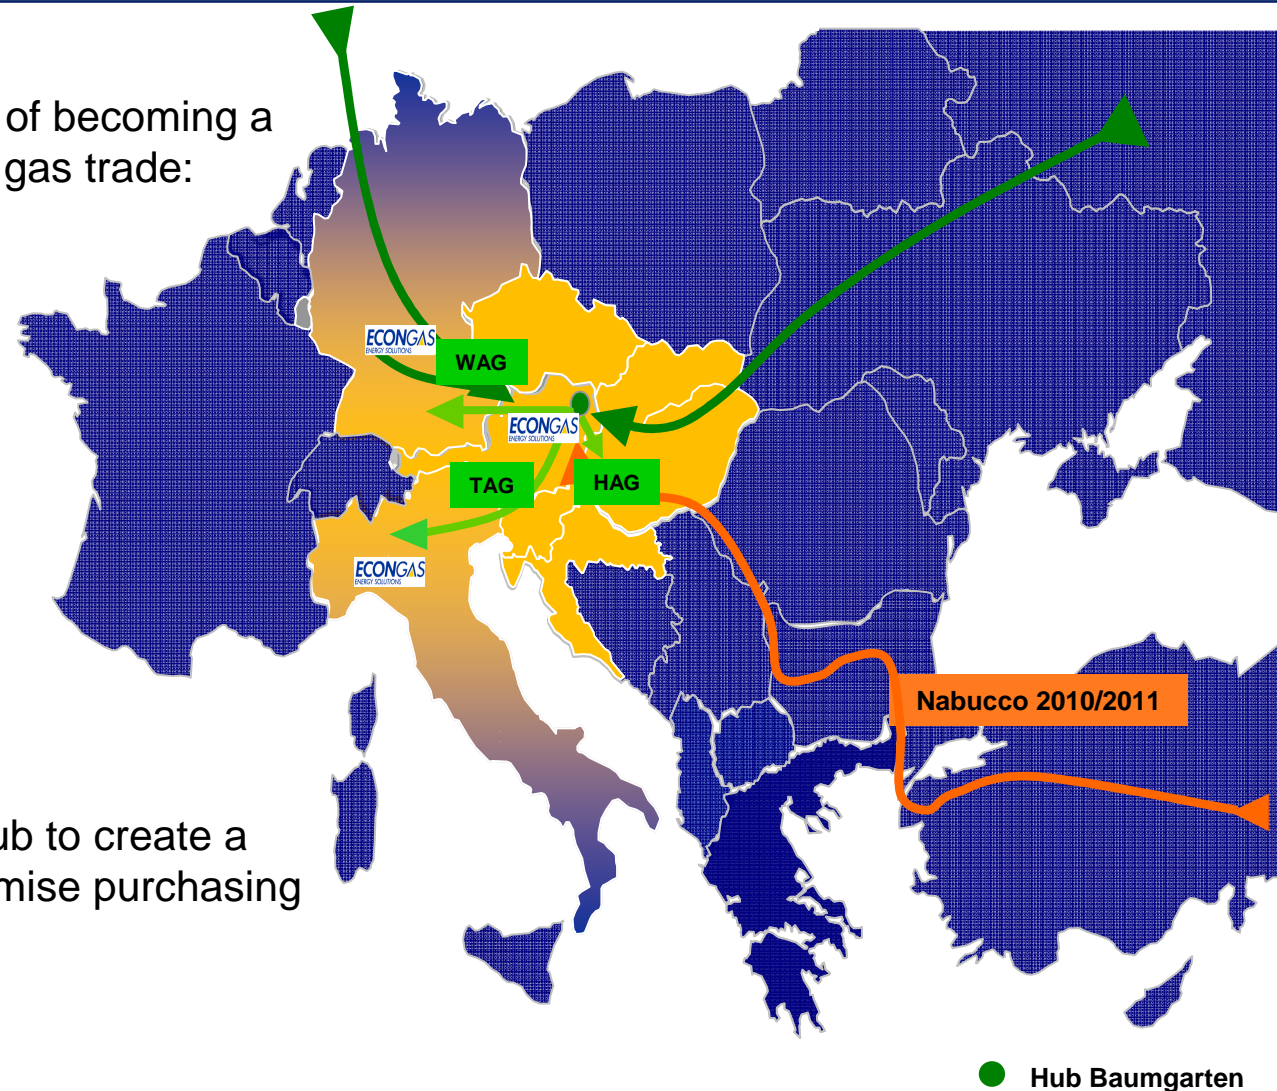 of becoming a
gas trade:
ECONGAS
ENERGY SOLUTIONS
WAG
ECONGAS
ENERGY SOLUTIONS
TAG
HAG
ECONGAS
ENERGY SOLUTIONS
Nabucco 2010/2011
ub to create a
mise purchasing
Hub Baumgarten